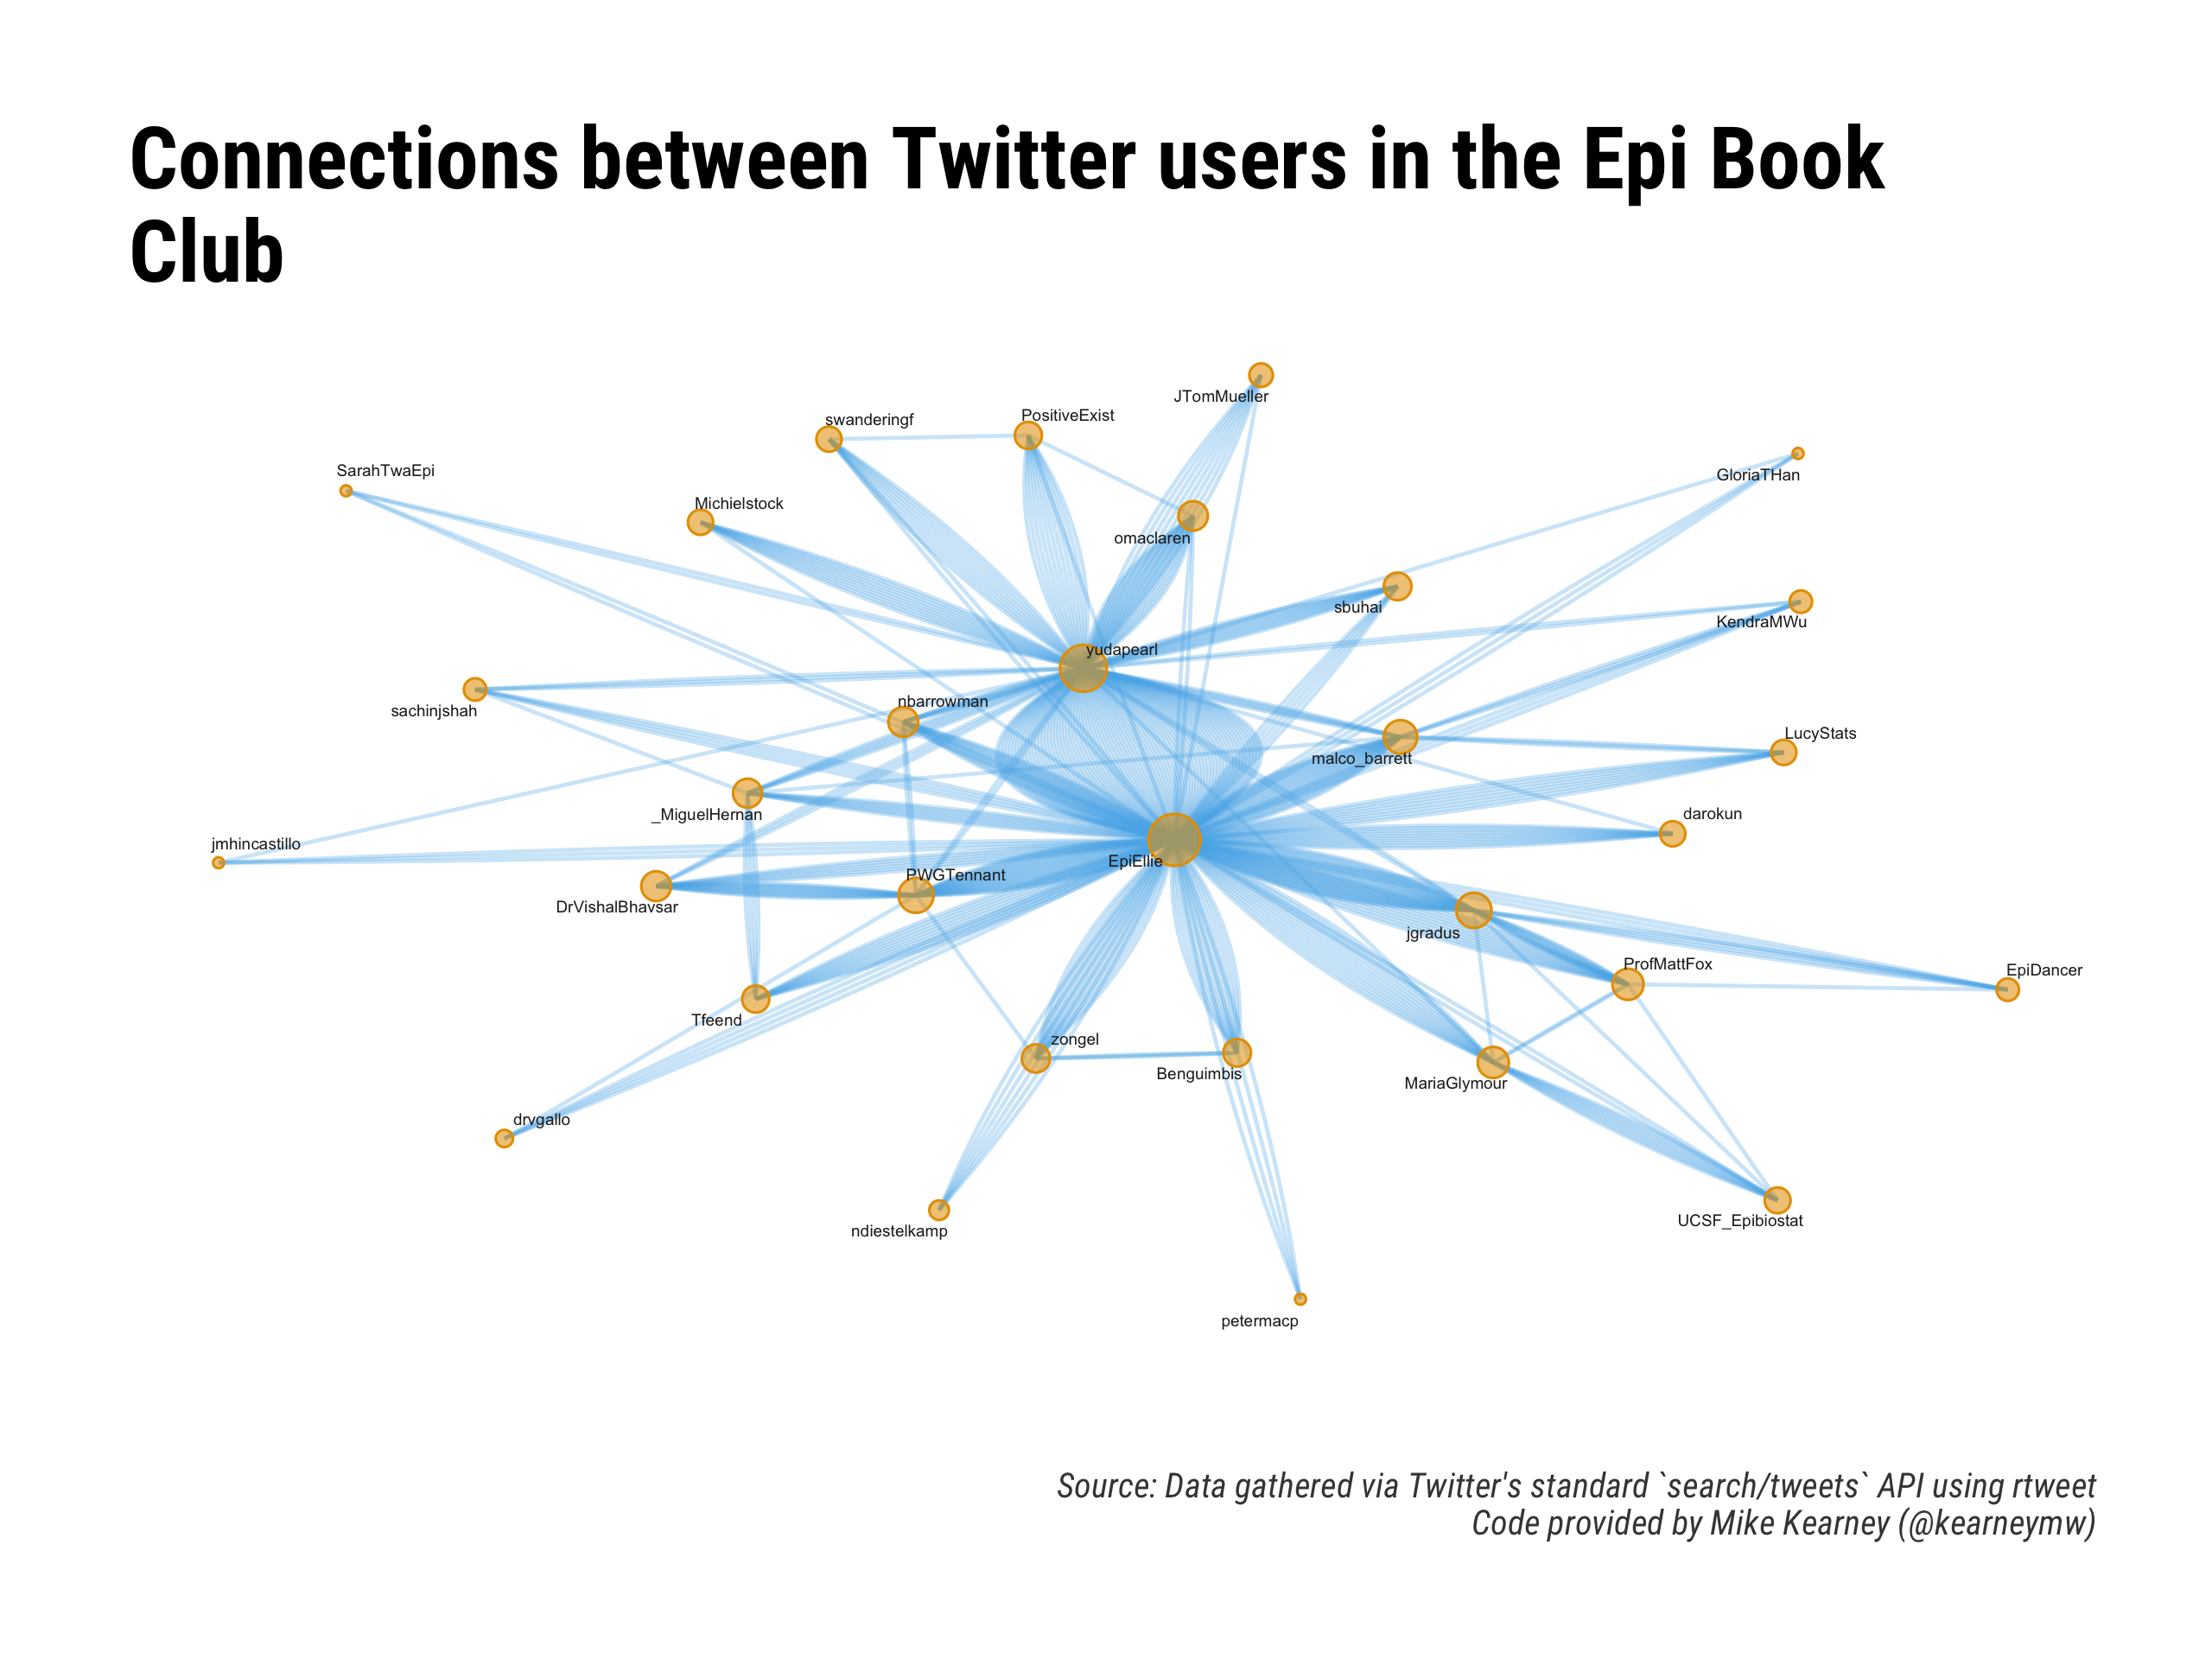 Connections between Twitter users in the Epi Book
Club
JTomMueller
PositiveExist
swanderingf
SarahTwaEpi
GloriaTHan
Michielstock
omaclaren
sbuhai
KendraMWu
yudapearl
nbarrowman
sachinjshah
LucyStats
malco_barrett
_MiguelHernan
darokun
jmhincastillo
EpiEllie
PWGTennant
DrVishalBhavsar
jgradus
ProfMattFox
EpiDancer
Tfeend
zongel
Benguimbis
MariaGlymour
drvgallo
UCSF_Epibiostat
ndiestelkamp
petermacp
Source: Data gathered via Twitter's standard `search/tweets` API using rtweet
Code provided by Mike Kearney (@kearneymw)